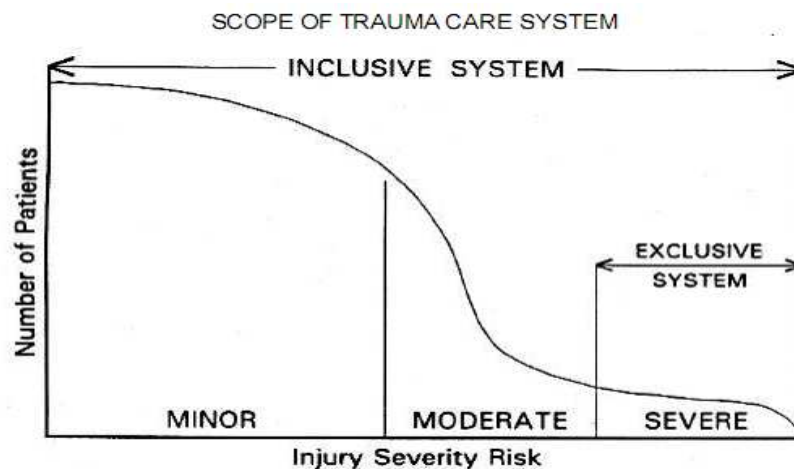 SCOPE OF TRAUMA CARE SYSTEM
INCLUSIVE SYSTEM
Number of Patients
EXCLUSIVE
SYSTEM
MINOR
MODERATE
SEVERE
Injury Severity Risk